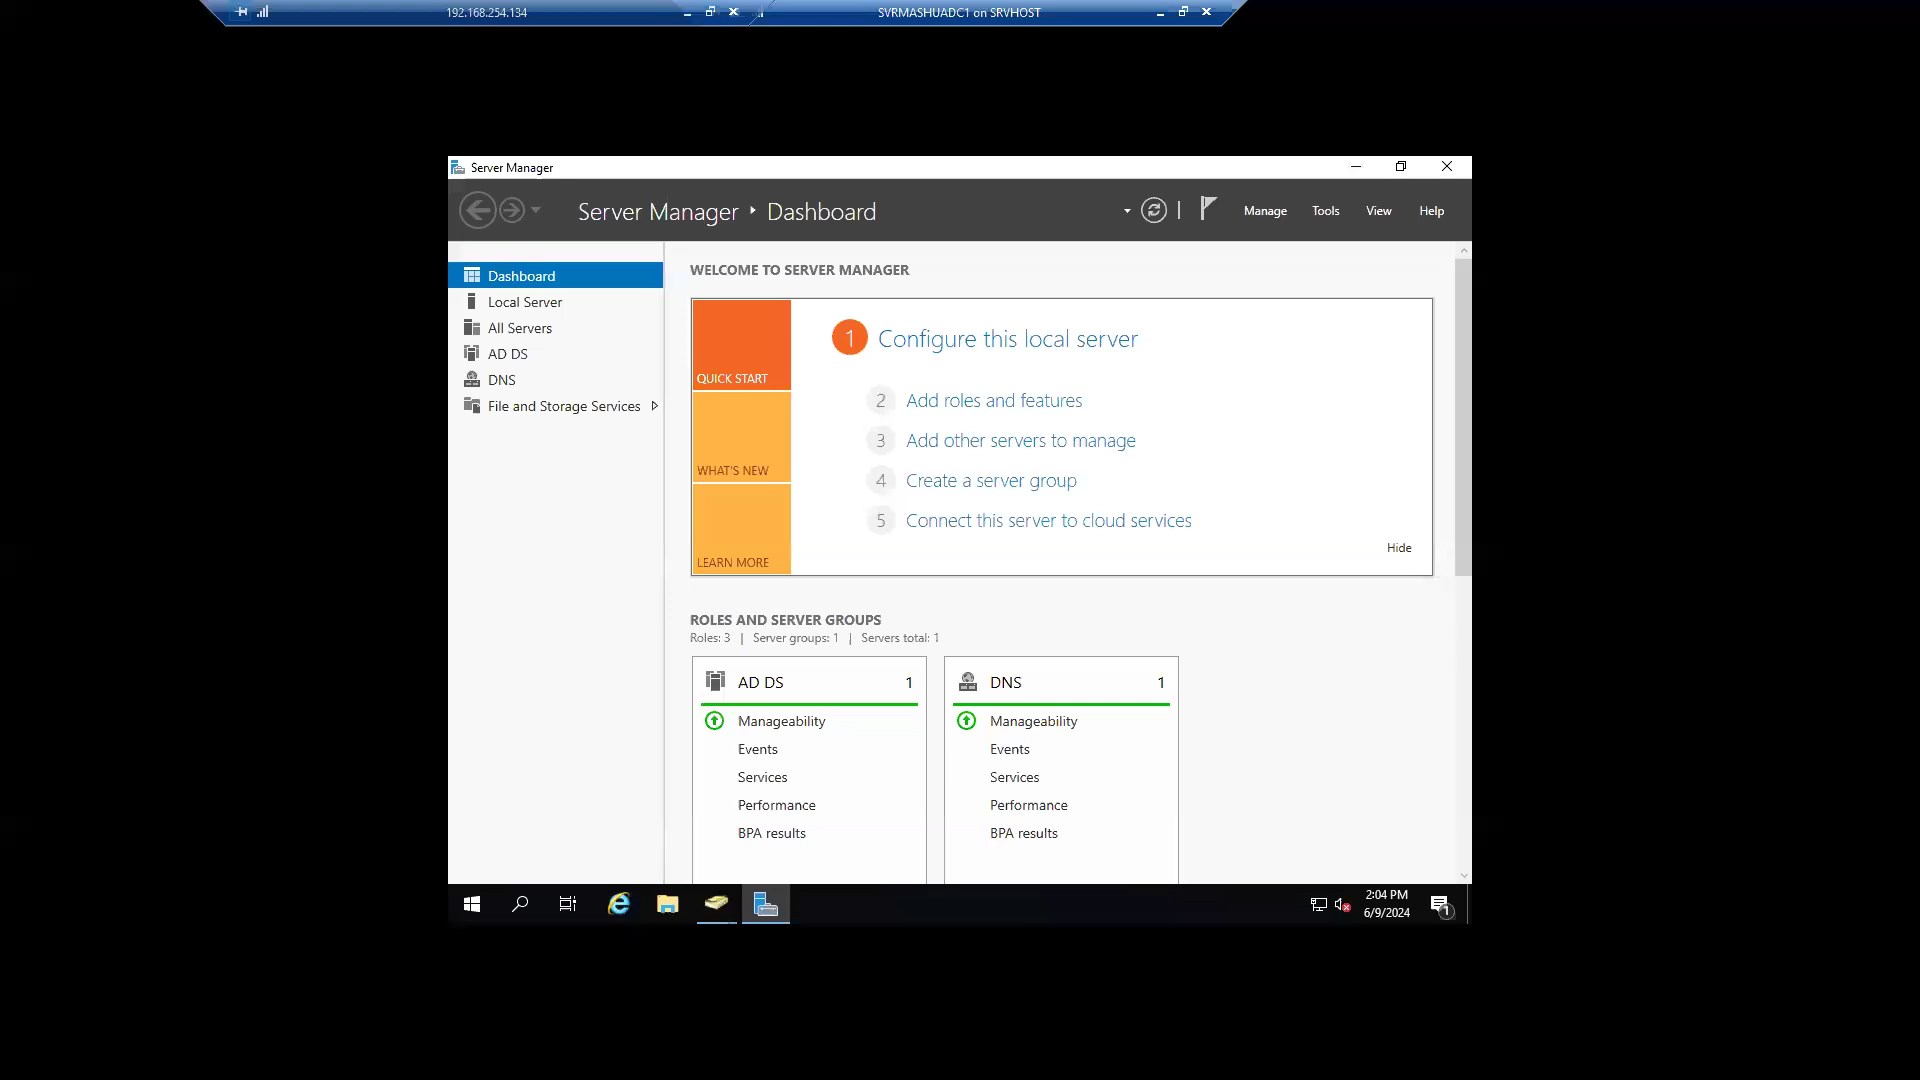 192.168.254.134
SVRMASHUADC1 on SRVHOST
Server Manager
Server Manager
Dashboard
Manage
Tools
View
Help
Dashboard
Local Server
All Servers
AD DS
DNS
File and Storage Services
WELCOME TO SERVER MANAGER
QUICK START
WHAT'S NEW
LEARN MORE
1 Configure this local server
2 Add roles and features
3 Add other servers to manage
4 Create a server group
5 Connect this server to cloud services
Hide
ROLES AND SERVER GROUPS
Roles: 3 | Server groups: 1 | Servers total: 1
AD DS 1
Manageability
Events
Services
Performance
BPA results
DNS 1
Manageability
Events
Services
Performance
BPA results
2:04 PM
6/9/2024
1